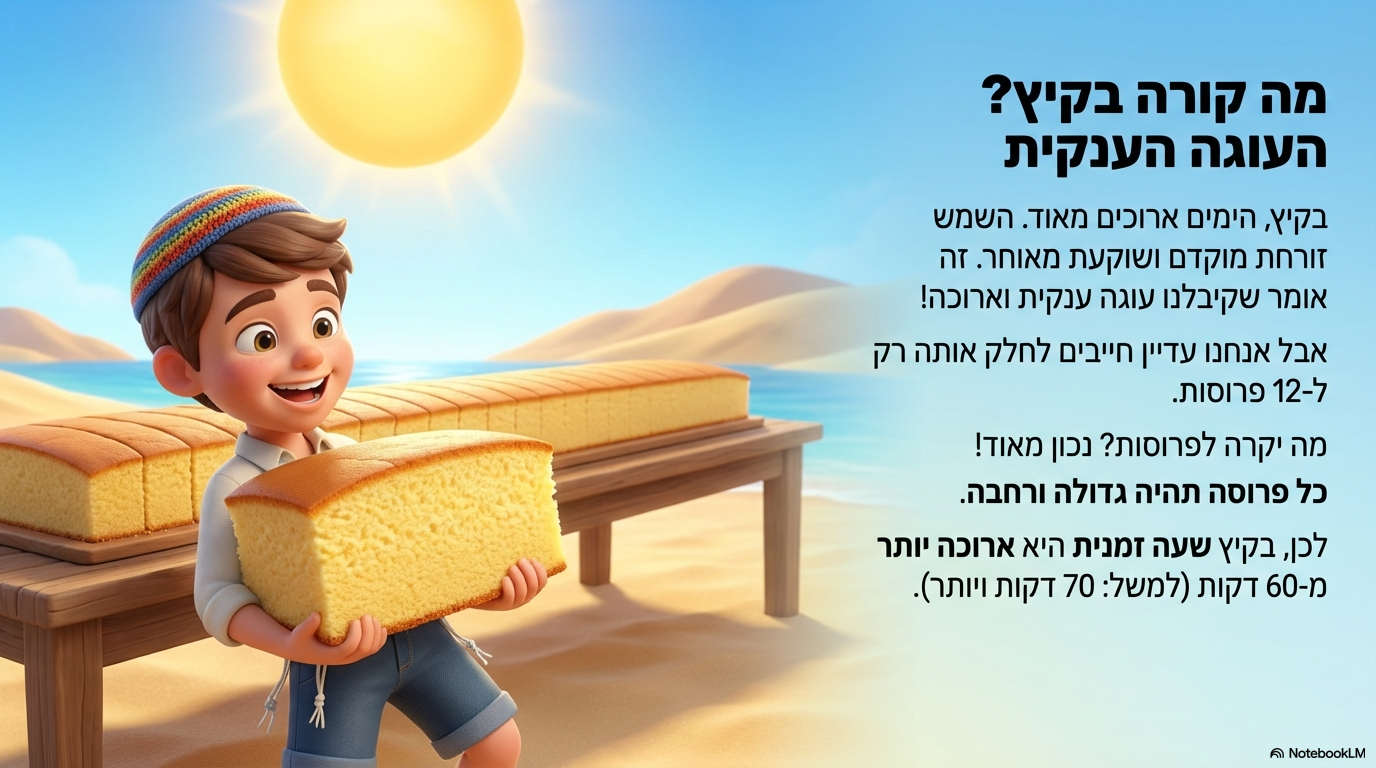 מה קורה בקיץ?
העוגה הענקית
בקיץ, הימים ארוכים מאוד. השמש
זורחת מוקדם ושוקעת מאוחר. זה
אומר שקיבלנו עוגה ענקית וארוכה!
אבל אנחנו עדיין חייבים לחלק אותה רק
ל-12 פרוסות.
מה יקרה לפרוסות? נכון מאוד!
כל פרוסה תהיה גדולה ורחבה.
לכן, בקיץ שעה זמנית היא ארוכה יותר
מ-60 דקות (למשל: 70 דקות ויותר).
NotebookLM